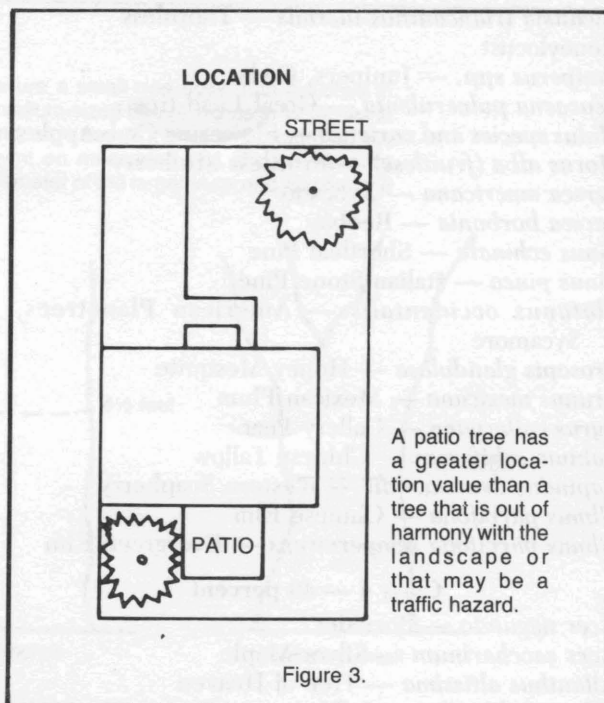 LOCATION
STREET
PATIO
A patio tree has
a greater loca-
tion value than a
tree that is out of
harmony with the
landscape or
that may be a
traffic hazard.
Figure 3.